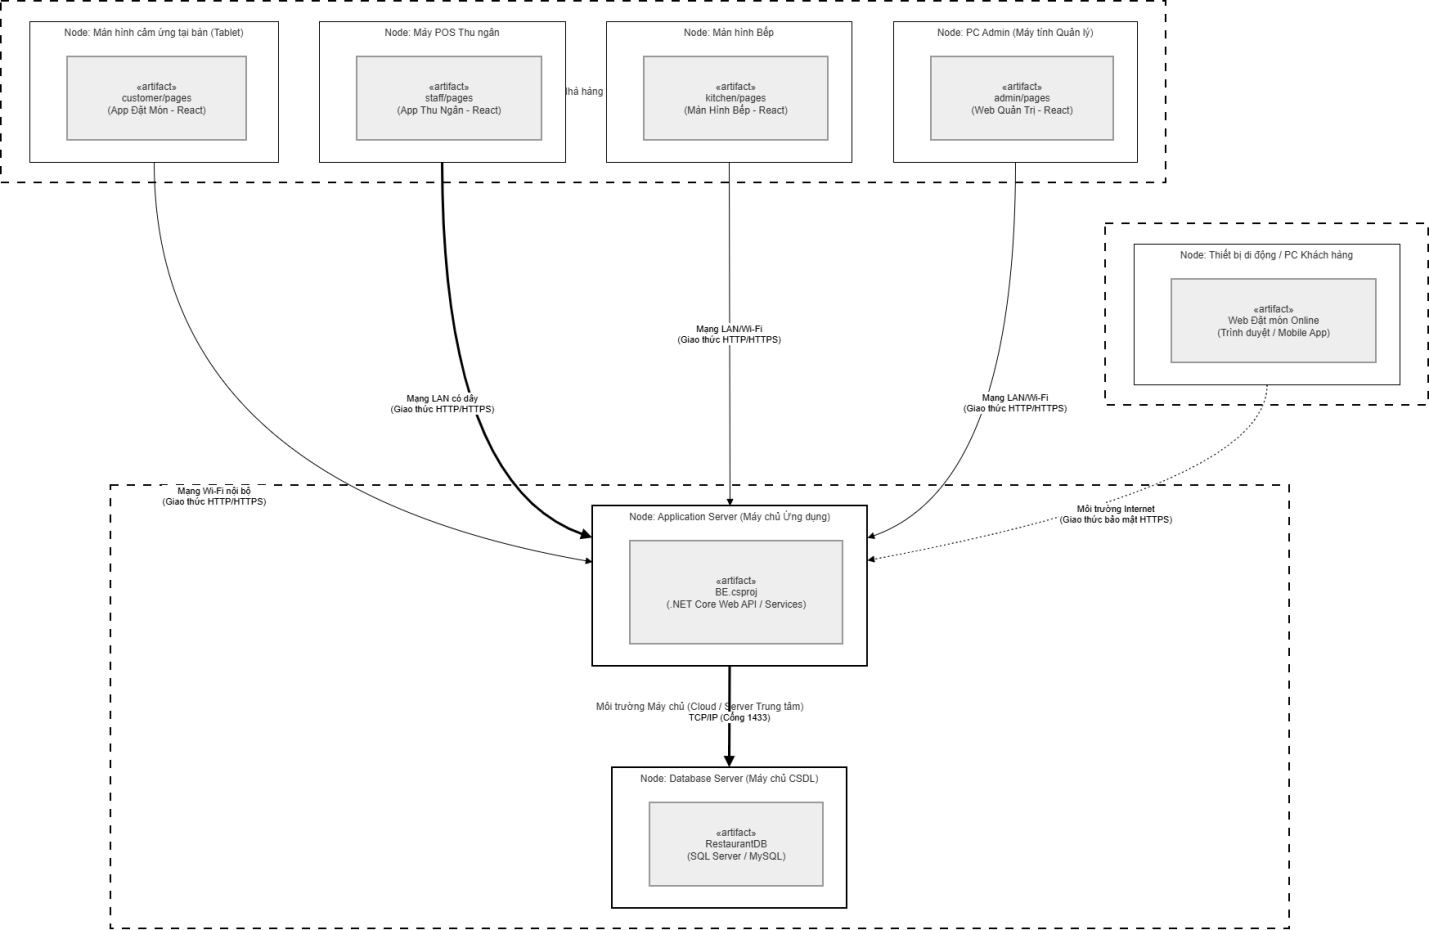 Node: Màn hình cảm ứng tại bàn (Tablet)
«artifact»
customer/pages
(App Đặt Món - React)
Node: Máy POS Thu ngân
«artifact»
staff/pages
(App Thu Ngân - React)
hà hàng
Node: Màn hình Bếp
«artifact»
kitchen/pages
(Màn Hình Bếp - React)
Node: PC Admin (Máy tính Quản lý)
«artifact»
admin/pages
(Web Quản Trị - React)
Node: Thiết bị di động / PC Khách hàng
«artifact»
Web Đặt món Online
(Trình duyệt / Mobile App)
Mạng LAN/Wi-Fi
(Giao thức HTTP/HTTPS)
Mạng LAN có dây
(Giao thức HTTP/HTTPS)
Mạng LAN/Wi-Fi
(Giao thức HTTP/HTTPS)
Mạng Wi-Fi nội bộ
(Giao thức HTTP/HTTPS)
Môi trường Internet
(Giao thức bảo mật HTTPS)
Node: Application Server (Máy chủ Ứng dụng)
«artifact»
BE.csproj
(.NET Core Web API / Services)
Môi trường Máy chủ (Cloud / Server Trung tâm)
TCP/IP (Cổng 1433)
Node: Database Server (Máy chủ CSDL)
«artifact»
RestaurantDB
(SQL Server / MySQL)